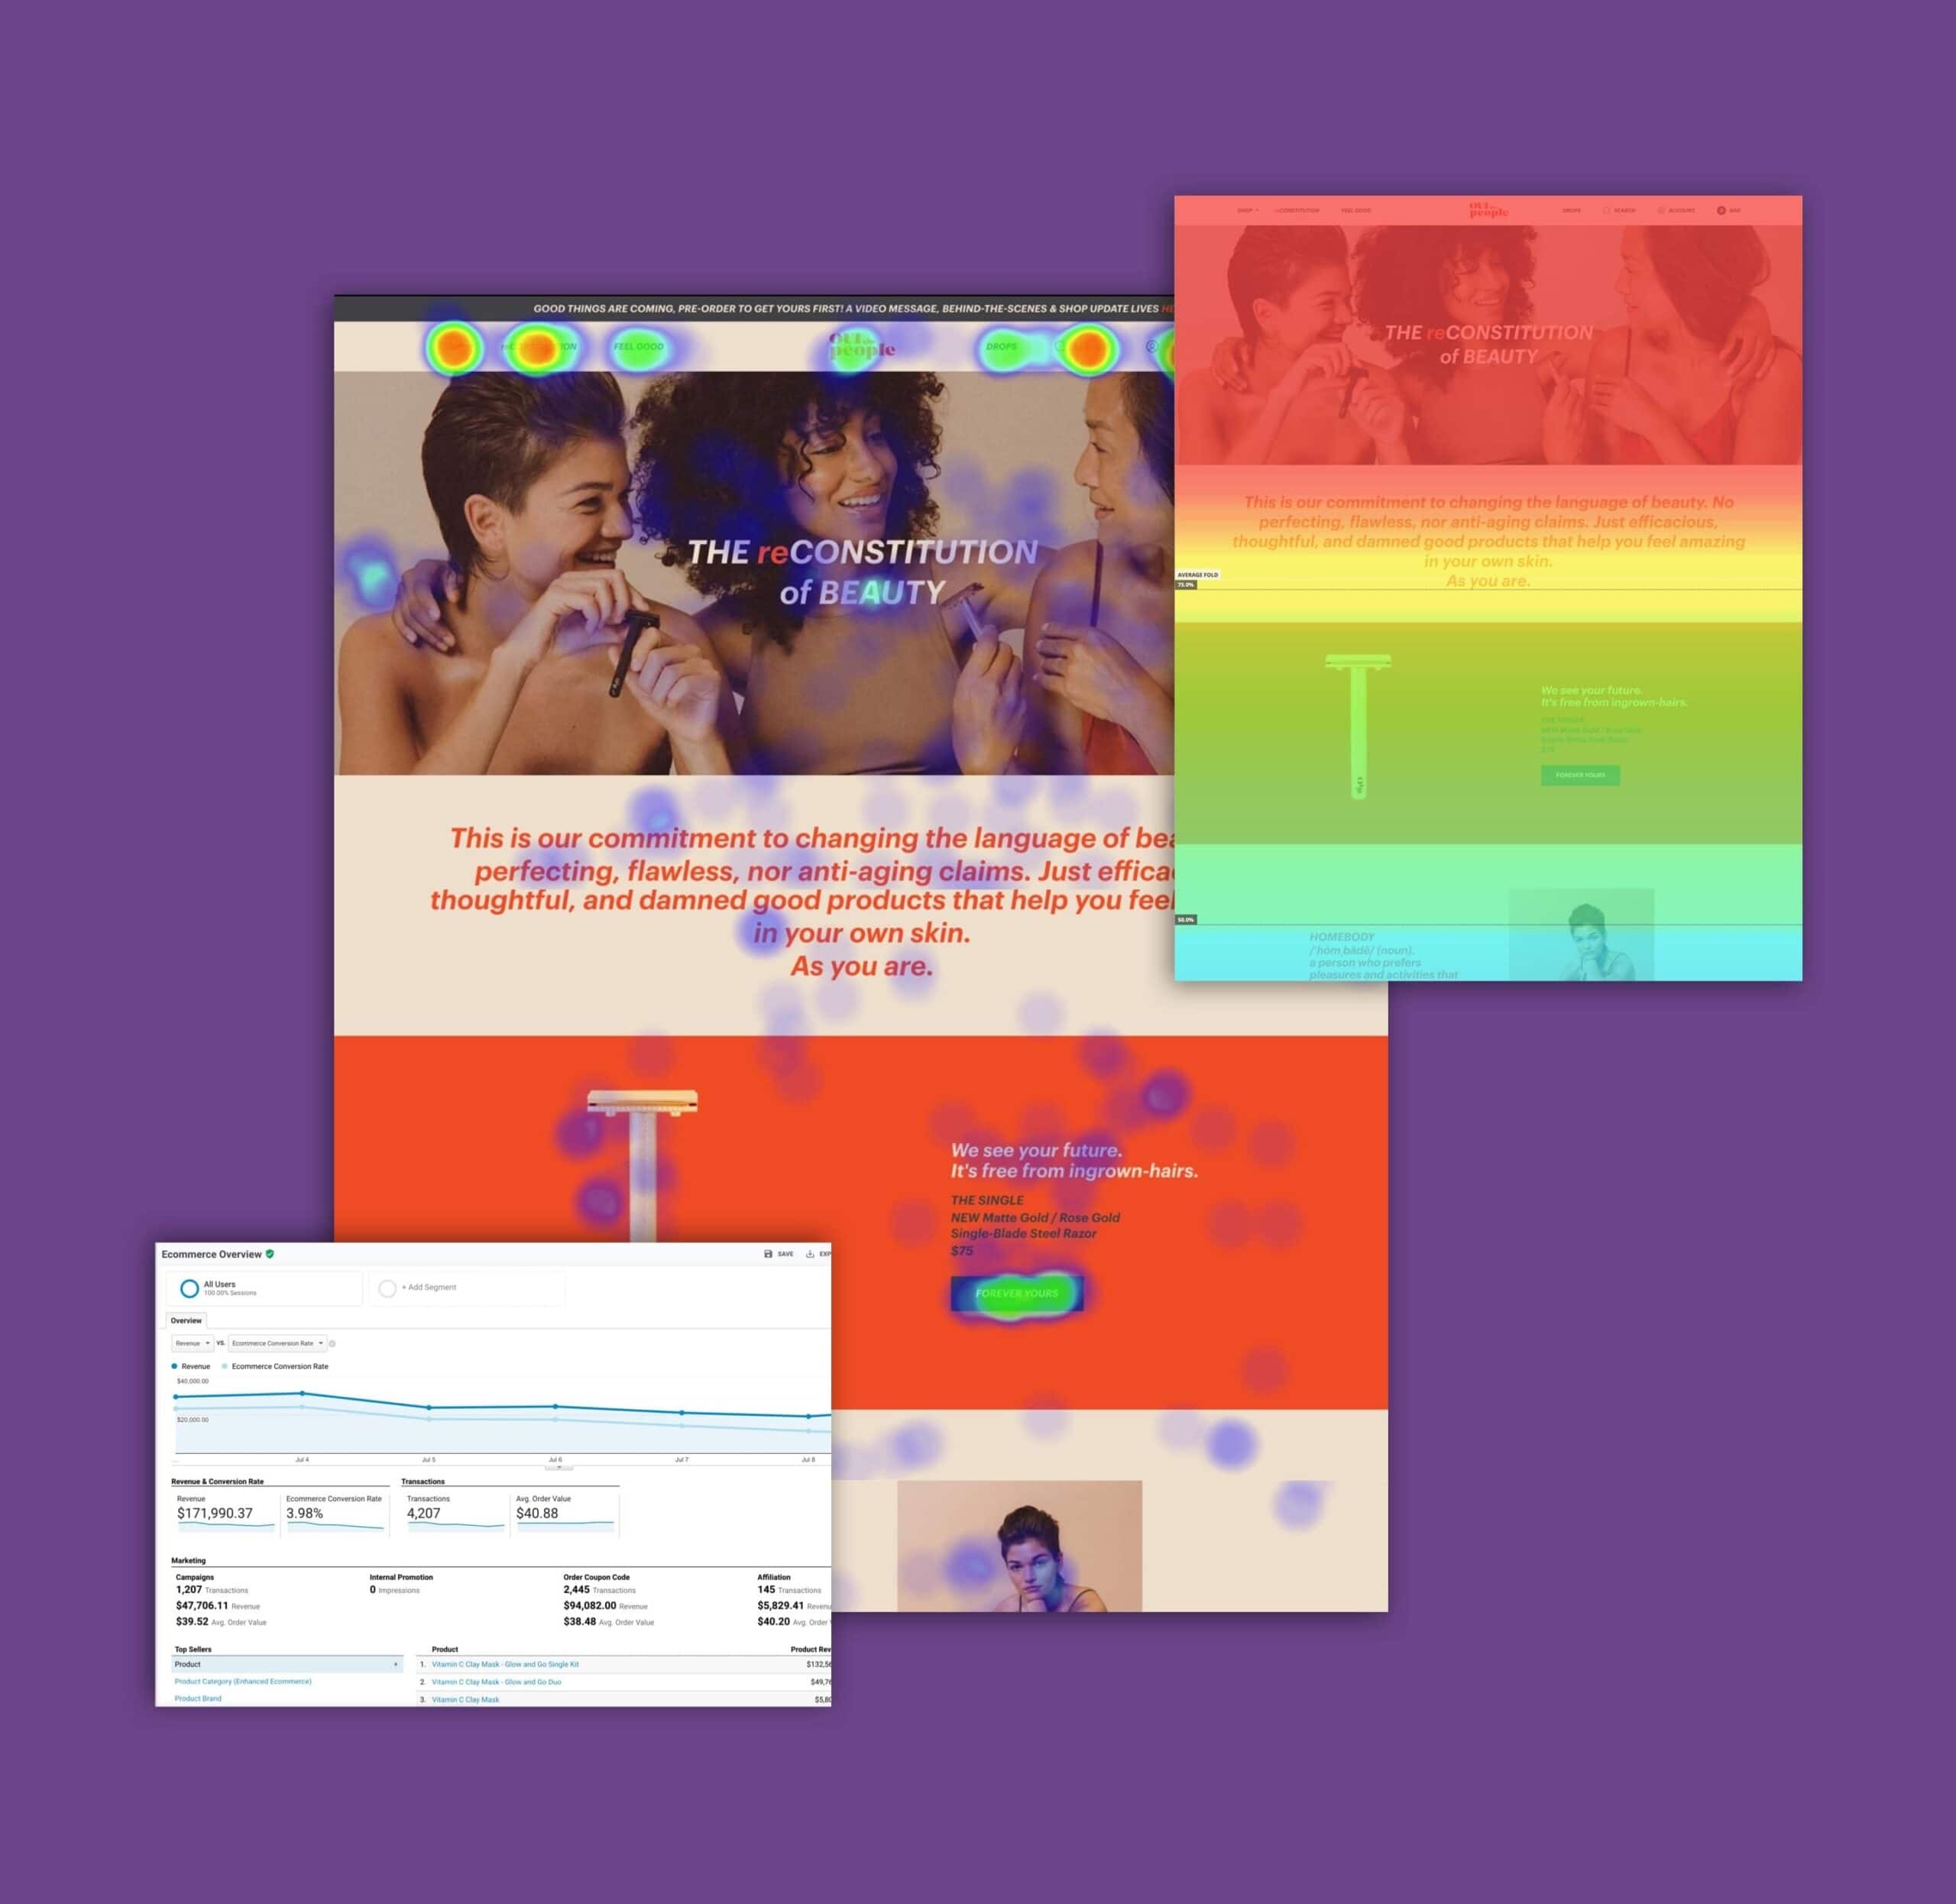 GOOD THINGS ARE COMING, PRE-ORDER TO GET YOURS FIRST! A VIDEO MESSAGE, BEHIND-THE-SCENES & SHOP UPDATE LIVES
FEEL GOOD
OUI the
people
DROPS
THE reCONSTITUTION
of BEAUTY
This is our commitment to changing the language of
perfecting, flawless, nor anti-aging claims. Just
thoughtful, and damned good products that help you feel
in your own skin.
As you are.
We see your future.
It's free from ingrown-hairs.
THE SINGLE
NEW Matte Gold / Rose Gold
Single-Blade Steel Razor
$75
FOREVER YOURS
SHOP
reCONSTITUTION
FEEL GOOD
OUI the
people
DROPS
SEARCH
ACCOUNT
BAG
THE reCONSTITUTION
of BEAUTY
This is our commitment to changing the language of beauty. No
perfecting, flawless, nor anti-aging claims. Just efficacious,
thoughtful, and damned good products that help you feel amazing
in your own skin.
As you are.
AVERAGE FOLD
75.0%
We see your future.
It's free from ingrown-hairs.
THE SINGLE
NEW Matte Gold / Rose Gold
Single-Blade Steel Razor
$75
FOREVER YOURS
50.0%
HOMEBODY
/'hōm bädē/ (noun).
a person who prefers
pleasures and activities that
Ecommerce Overview
SAVE
All Users
100.00% Sessions
+ Add Segment
Overview
Revenue
VS.
Ecommerce Conversion Rate
Revenue
Ecommerce Conversion Rate
$40,000.00
$20,000.00
...
Jul 4
Jul 5
Jul 6
Jul 7
Jul 8
Revenue & Conversion Rate
Revenue
$171,990.37
Ecommerce Conversion Rate
3.98%
Transactions
Transactions
4,207
Avg. Order Value
$40.88
Marketing
Campaigns
1,207 Transactions
$47,706.11 Revenue
$39.52 Avg. Order Value
Internal Promotion
0 Impressions
Order Coupon Code
2,445 Transactions
$94,082.00 Revenue
$38.48 Avg. Order Value
Affiliation
145 Transactions
$5,829.41
$40.20 Avg. Order
Top Sellers
Product
Product Category (Enhanced Ecommerce)
Product Brand
Product
Product Rev
1. Vitamin C Clay Mask - Glow and Go Single Kit
$132,5
2. Vitamin C Clay Mask - Glow and Go Duo
$49,7
3. Vitamin C Clay Mask
$5,8